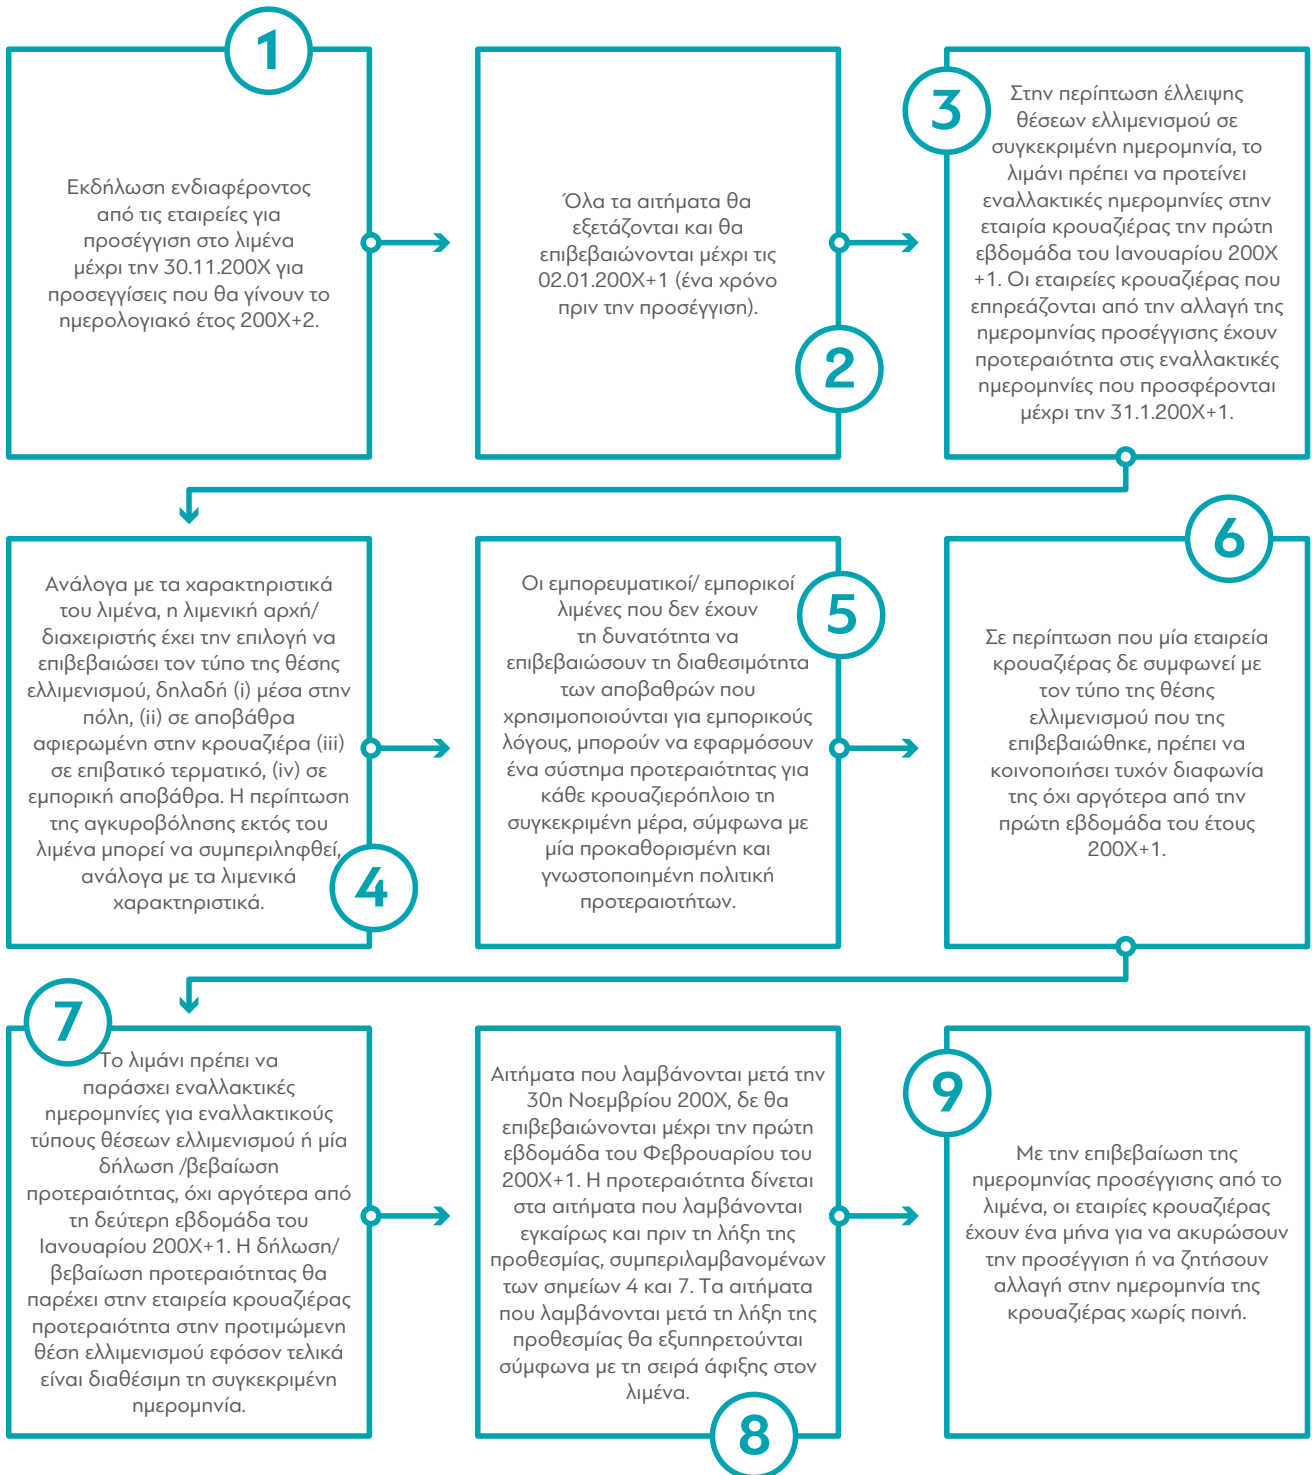 1
Εκδήλωση ενδιαφέροντος
από τις εταιρείες για
προσέγγιση στο λιμένα
μέχρι την 30.11.200Χ για
προσεγγίσεις που θα γίνουν το
ημερολογιακό έτος 200Χ+2.
Όλα τα αιτήματα θα
εξετάζονται και θα
επιβεβαιώνονται μέχρι τις
02.01.200Χ+1 (ένα χρόνο
πριν την προσέγγιση).
2
3
Στην περίπτωση έλλειψης
θέσεων ελλιμενισμού σε
συγκεκριμένη ημερομηνία, το
λιμάνι πρέπει να προτείνει
εναλλακτικές ημερομηνίες στην
εταιρία κρουαζιέρας την πρώτη
εβδομάδα του Ιανουαρίου 200Χ
+1. Οι εταιρείες κρουαζιέρας που
επηρεάζονται από την αλλαγή της
ημερομηνίας προσέγγισης έχουν
προτεραιότητα στις εναλλακτικές
ημερομηνίες που προσφέρονται
μέχρι την 31.1.200Χ+1.
Ανάλογα με τα χαρακτηριστικά
του λιμένα, η λιμενική αρχή/
διαχειριστής έχει την επιλογή να
επιβεβαιώσει τον τύπο της θέσης
ελλιμενισμού, δηλαδή (i) μέσα στην
πόλη, (ii) σε αποβάθρα
αφιερωμένη στην κρουαζιέρα (iii)
σε επιβατικό τερματικό, (iv) σε
εμπορική αποβάθρα. Η περίπτωση
της αγκυροβόλησης εκτός του
λιμένα μπορεί να συμπεριληφθεί,
ανάλογα με τα λιμενικά
χαρακτηριστικά.
4
Οι εμπορευματικοί/ εμπορικοί
λιμένες που δεν έχουν
τη δυνατότητα να
επιβεβαιώσουν τη διαθεσιμότητα
των αποβαθρών που
χρησιμοποιούνται για εμπορικούς
λόγους, μπορούν να εφαρμόσουν
ένα σύστημα προτεραιότητας για
κάθε κρουαζιερόπλοιο τη
συγκεκριμένη μέρα, σύμφωνα με
μία προκαθορισμένη και
γνωστοποιημένη πολιτική
προτεραιοτήτων.
5
6
Σε περίπτωση που μία εταιρεία
κρουαζιέρας δε συμφωνεί με
τον τύπο της θέσης
ελλιμενισμού που της
επιβεβαιώθηκε, πρέπει να
κοινοποιήσει τυχόν διαφωνία
της όχι αργότερα από την
πρώτη εβδομάδα του έτους
200Χ+1.
7
Το λιμάνι πρέπει να
παράσχει εναλλακτικές
ημερομηνίες για εναλλακτικούς
τύπους θέσεων ελλιμενισμού ή μία
δήλωση /βεβαίωση
προτεραιότητας, όχι αργότερα από
τη δεύτερη εβδομάδα του
Ιανουαρίου 200Χ+1. Η δήλωση/
βεβαίωση προτεραιότητας θα
παρέχει στην εταιρεία κρουαζιέρας
προτεραιότητα στην προτιμώμενη
θέση ελλιμενισμού εφόσον τελικά
είναι διαθέσιμη τη συγκεκριμένη
ημερομηνία.
Αιτήματα που λαμβάνονται μετά την
30η Νοεμβρίου 200Χ, δε θα
επιβεβαιώνονται μέχρι την πρώτη
εβδομάδα του Φεβρουαρίου του
200Χ+1. Η προτεραιότητα δίνεται
στα αιτήματα που λαμβάνονται
εγκαίρως και πριν τη λήξη της
προθεσμίας, συμπεριλαμβανομένων
των σημείων 4 και 7. Τα αιτήματα
που λαμβάνονται μετά τη λήξη της
προθεσμίας θα εξυπηρετούνται
σύμφωνα με τη σειρά άφιξης στον
λιμένα.
8
9
Με την επιβεβαίωση της
ημερομηνίας προσέγγισης από το
λιμένα, οι εταιρίες κρουαζιέρας
έχουν ένα μήνα για να ακυρώσουν
την προσέγγιση ή να ζητήσουν
αλλαγή στην ημερομηνία της
κρουαζιέρας χωρίς ποινή.